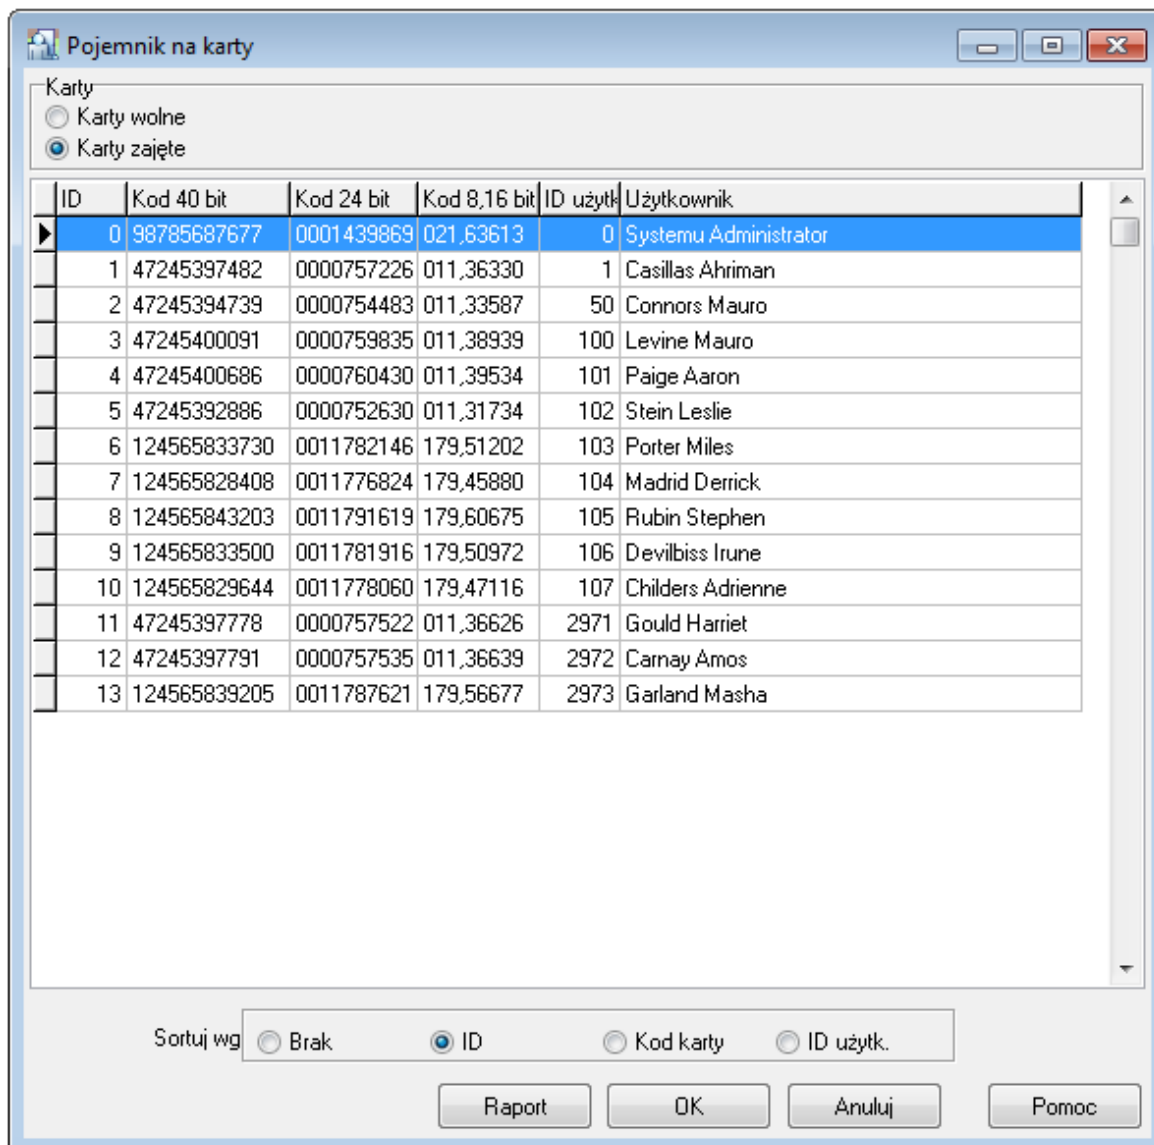 Pojemnik na karty
Karty
Karty wolne
Karty zajęte
ID Kod 40 bit Kod 24 bit Kod 8,16 bit ID użytk Użytkownik
0 98785687677 0001439869 021,63613 0 Systemu Administrator
1 47245397482 0000757226 011,36330 1 Casillas Ahriman
2 47245394739 0000754483 011,33587 50 Connors Mauro
3 47245400091 0000759835 011,38939 100 Levine Mauro
4 47245400686 0000760430 011,39534 101 Paige Aaron
5 47245392886 0000752630 011,31734 102 Stein Leslie
6 124565833730 0011782146 179,51202 103 Porter Miles
7 124565828408 0011776824 179,45880 104 Madrid Derrick
8 124565843203 0011791619 179,60675 105 Rubin Stephen
9 124565833500 0011781916 179,50972 106 Devilbiss Irune
10 124565829644 0011778060 179,47116 107 Childers Adrienne
11 47245397778 0000757522 011,36626 2971 Gould Harriet
12 47245397791 0000757535 011,36639 2972 Carnay Amos
13 124565839205 0011787621 179,56677 2973 Garland Masha
Sortuj wg Brak ID Kod karty ID użytk.
Raport OK Anuluj Pomoc